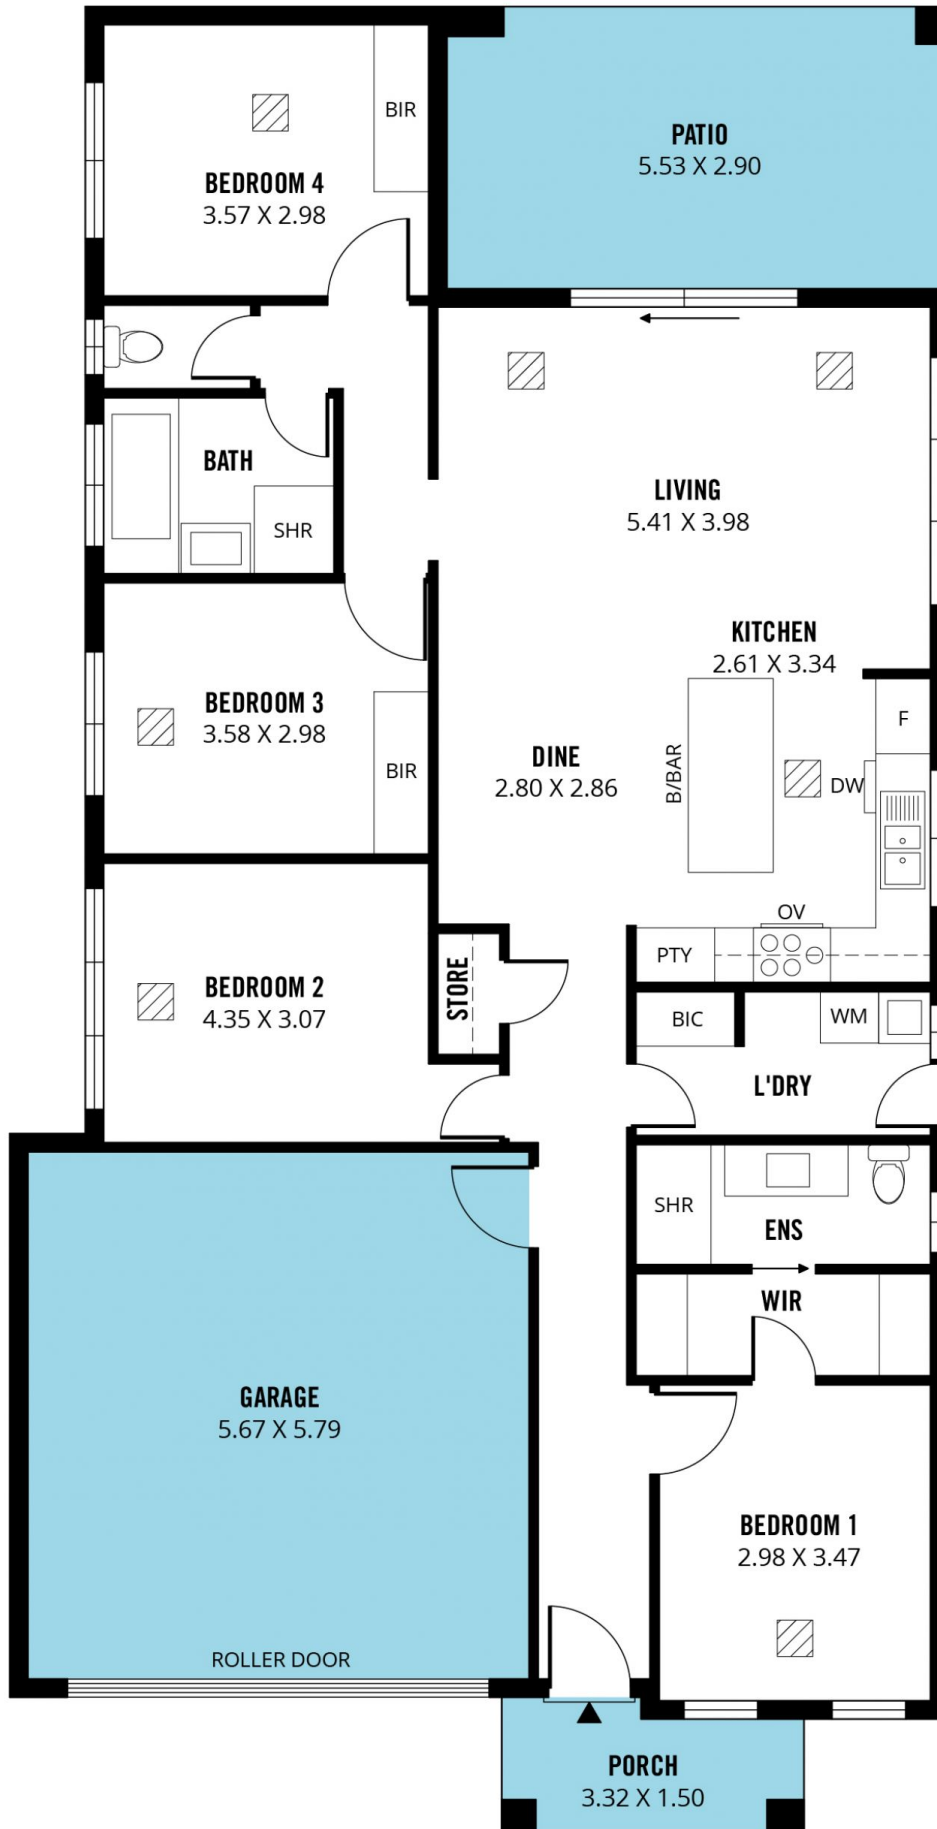 BIR
PATIO
5.53 X 2.90
BEDROOM 4
3.57 X 2.98
BATH
SHR
LIVING
5.41 X 3.98
KITCHEN
2.61 X 3.34
BEDROOM 3
3.58 X 2.98
BIR
DINE
2.80 X 2.86
B/BAR
F
DW
OV
PTY
BEDROOM 2
4.35 X 3.07
STORE
BIC
WM
L'DRY
SHR
ENS
WIR
GARAGE
5.67 X 5.79
BEDROOM 1
2.98 X 3.47
ROLLER DOOR
PORCH
3.32 X 1.50